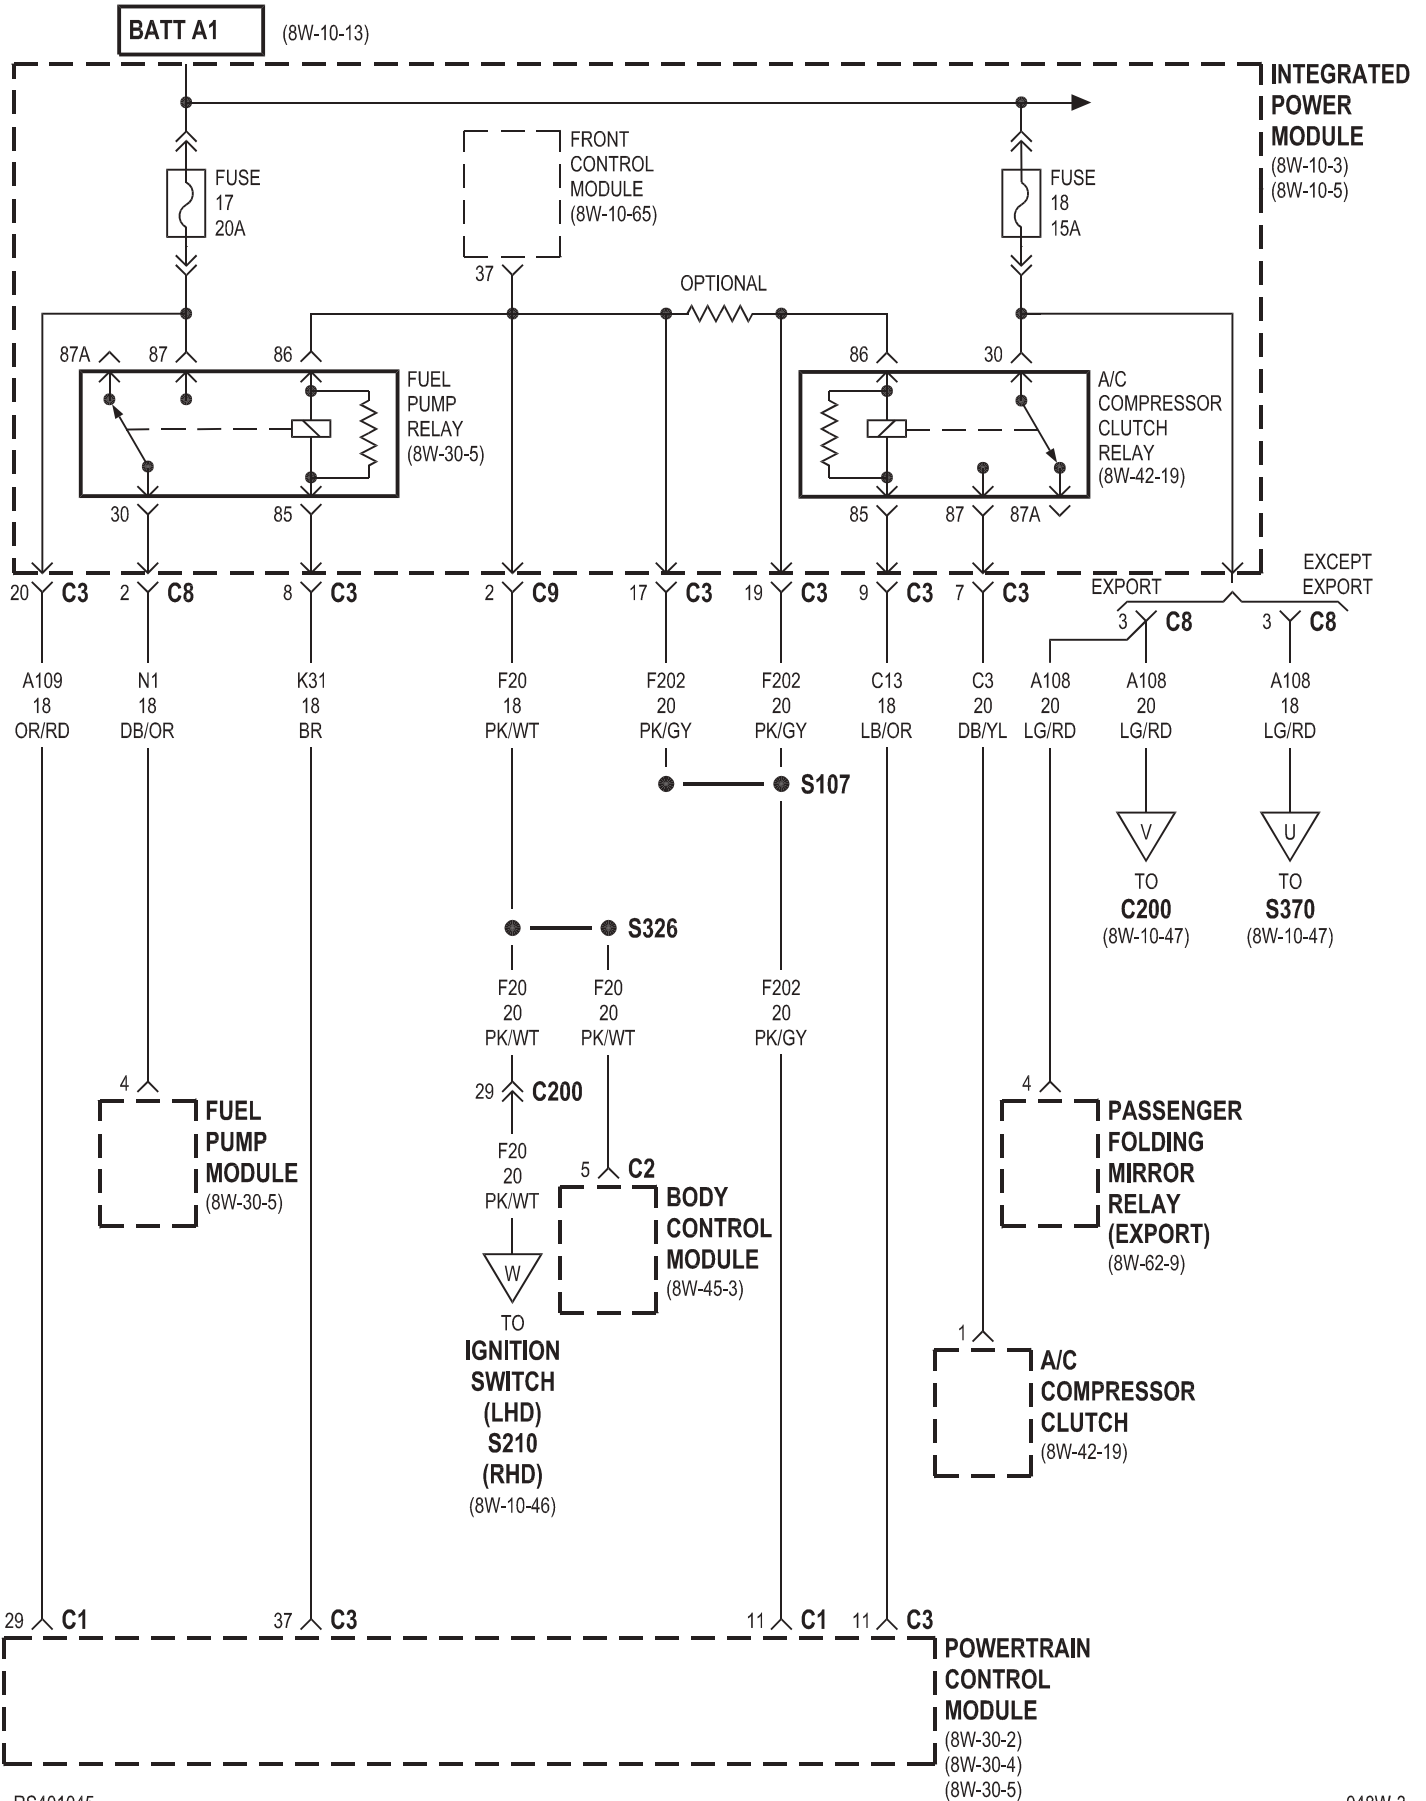 BATT A1
(8W-10-13)
INTEGRATED
POWER
MODULE
(8W-10-3)
(8W-10-5)
FUSE
17
20A
FRONT
CONTROL
MODULE
(8W-10-65)
37
FUSE
18
15A
OPTIONAL
87A
87
86
86
30
FUEL
PUMP
RELAY
(8W-30-5)
A/C
COMPRESSOR
CLUTCH
RELAY
(8W-42-19)
30
85
85
87
87A
EXPORT
EXCEPT
EXPORT
20 C3
2 C8
8 C3
2 C9
17 C3
19 C3
9 C3
7 C3
3 C8
3 C8
A109
18
OR/RD
N1
18
DB/OR
K31
18
BR
F20
18
PK/WT
F202
20
PK/GY
F202
20
PK/GY
C13
18
LB/OR
C3
20
DB/YL
A108
20
LG/RD
A108
20
LG/RD
A108
18
LG/RD
S107
V
TO
C200
(8W-10-47)
U
TO
S370
(8W-10-47)
S326
F20
20
PK/WT
F20
20
PK/WT
F202
20
PK/GY
4
FUEL
PUMP
MODULE
(8W-30-5)
29 C200
F20
20
PK/WT
5 C2
BODY
CONTROL
MODULE
(8W-45-3)
4
PASSENGER
FOLDING
MIRROR
RELAY
(EXPORT)
(8W-62-9)
W
TO
IGNITION
SWITCH
(LHD)
S210
(RHD)
(8W-10-46)
1
A/C
COMPRESSOR
CLUTCH
(8W-42-19)
29 C1
37 C3
11 C1
11 C3
POWERTRAIN
CONTROL
MODULE
(8W-30-2)
(8W-30-4)
(8W-30-5)